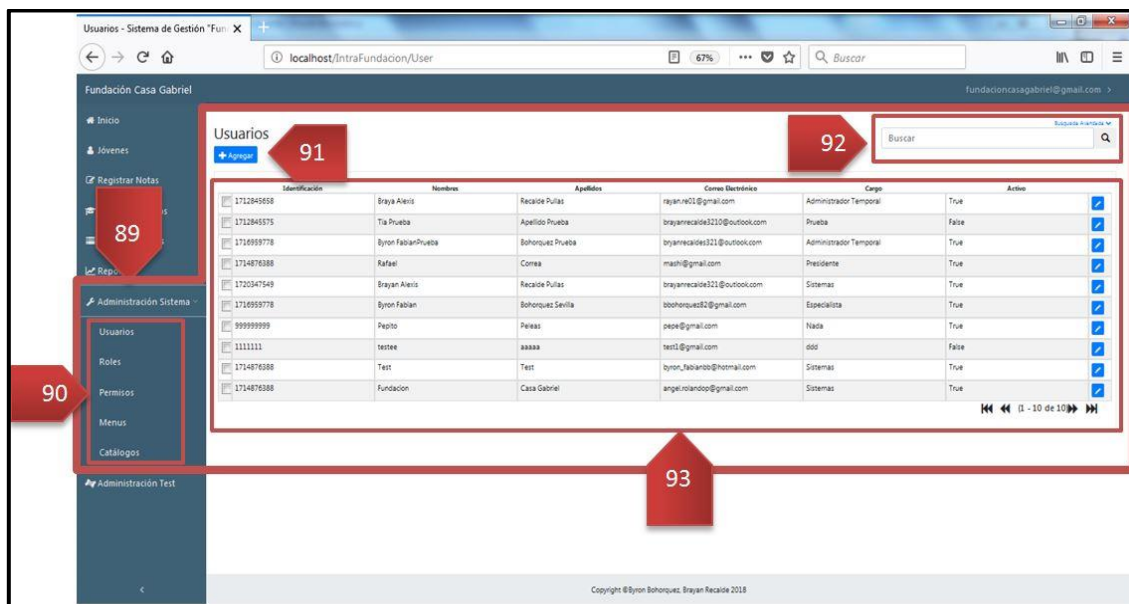 Usuarios - Sistema de Gestión "Fun
localhost/IntraFundacion/User
67%
Buscar
Fundación Casa Gabriel
fundacioncasagabriel@gmail.com >
Inicio
Jóvenes
Registrar Notas
Administración Sistema
Usuarios
Roles
Permisos
Menus
Catálogos
Administración Test
89
90
Usuarios
Agregar
91
92
Busqueda Avanzada
Buscar
Identificación Nombres Apellidos Correo Electrónico Cargo Activo
1712845658 Braya Alexis Recalde Pullas rayan.re01@gmail.com Administrador Temporal True
1712845575 Tia Prueba Apellido Prueba brayanrecalde3210@outlook.com Prueba False
1716959778 Byron FabianPrueba Bohorquez Prueba bryanrecaldes321@outlook.com Administrador Temporal True
1714876388 Rafael Correa mashi@gmail.com Presidente True
1720347549 Brayan Alexis Recalde Pullas brayanrecalde321@outlook.com Sistemas True
1716959778 Byron Fabian Bohorquez Sevilla bbohorquez82@gmail.com Especialista True
999999999 Pepito Peleas pepe@gmail.com Nada True
1111111 testee aaaaa test1@gmail.com ddd False
1714876388 Test Test byron_fabianbb@hotmail.com Sistemas True
1714876388 Fundacion Casa Gabriel angel.rolandop@gmail.com Sistemas True
(1 - 10 de 10)
93
Copyright ©Byron Bohorquez, Brayan Recalde 2018